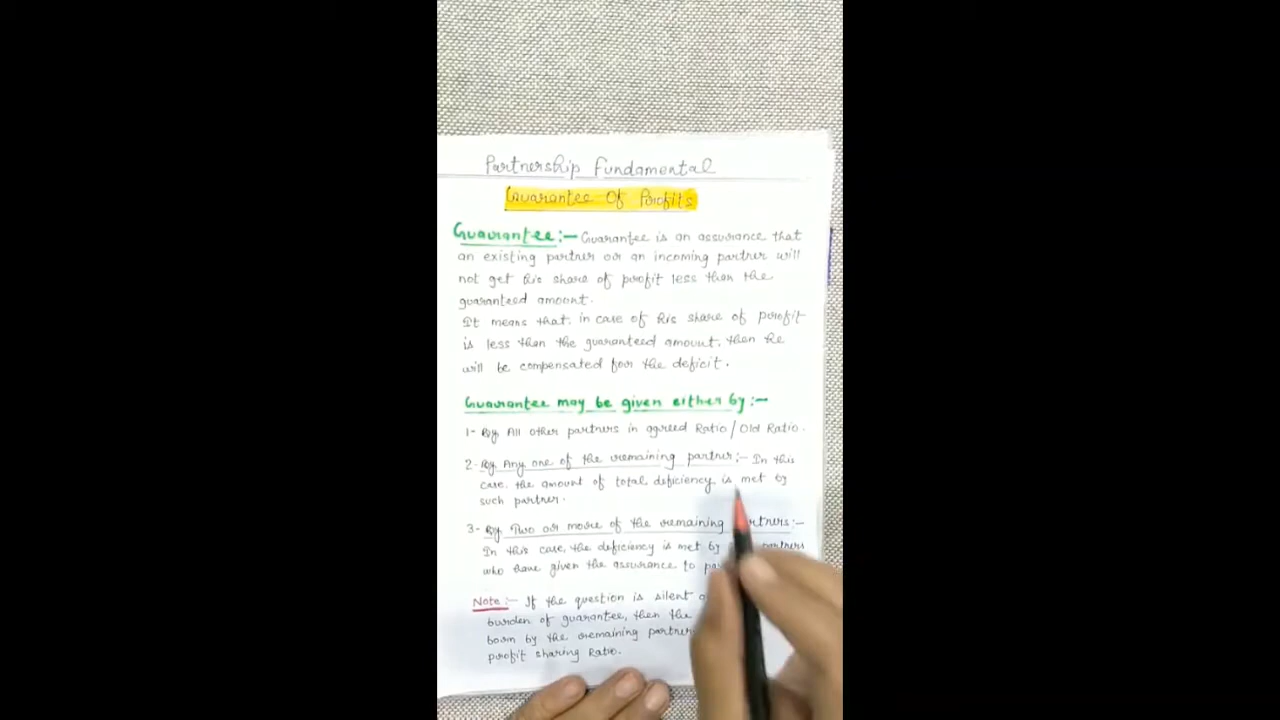 Partnership Fundamental
Guarantee Of Profits
Guarantee:- Guarantee is an assurance that
an existing partner or an incoming partner will
not get his share of profit less than the
guaranteed amount.
It means that, in case of his share of profit
is less than the guaranteed amount, then he
will be compensated for the deficit.
Guarantee may be given either by:-
1- By All other partners in agreed Ratio/Old Ratio.
2- By Any one of the remaining partner:- In this
case, the amount of total deficiency is met by
such partner.
3- By Two or more of the remaining
In this case, the deficiency is met by partners
who have given the assurance to
Note:- If the question is silent
burden of guarantee, then the
born by the remaining
profit sharing Ratio.